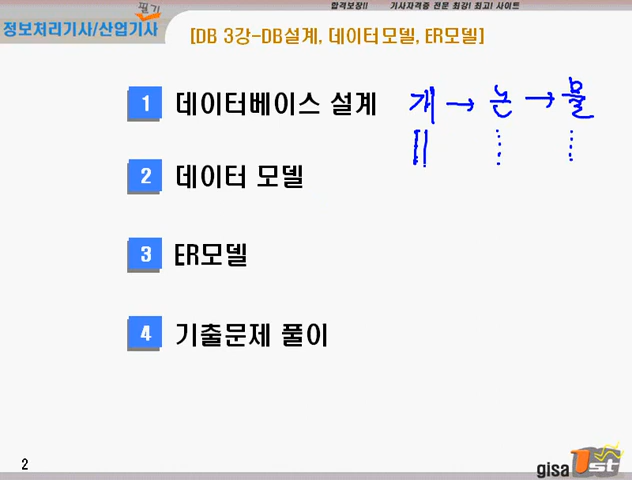 합격보장!! 기사자격증 전문 최강! 최고! 사이트
필기
정보처리기사/산업기사
[DB 3강-DB설계, 데이터모델, ER모델]
1 데이터베이스 설계 개 → 논 → 물
2 데이터 모델
3 ER모델
4 기출문제 풀이
2
gisa 1st